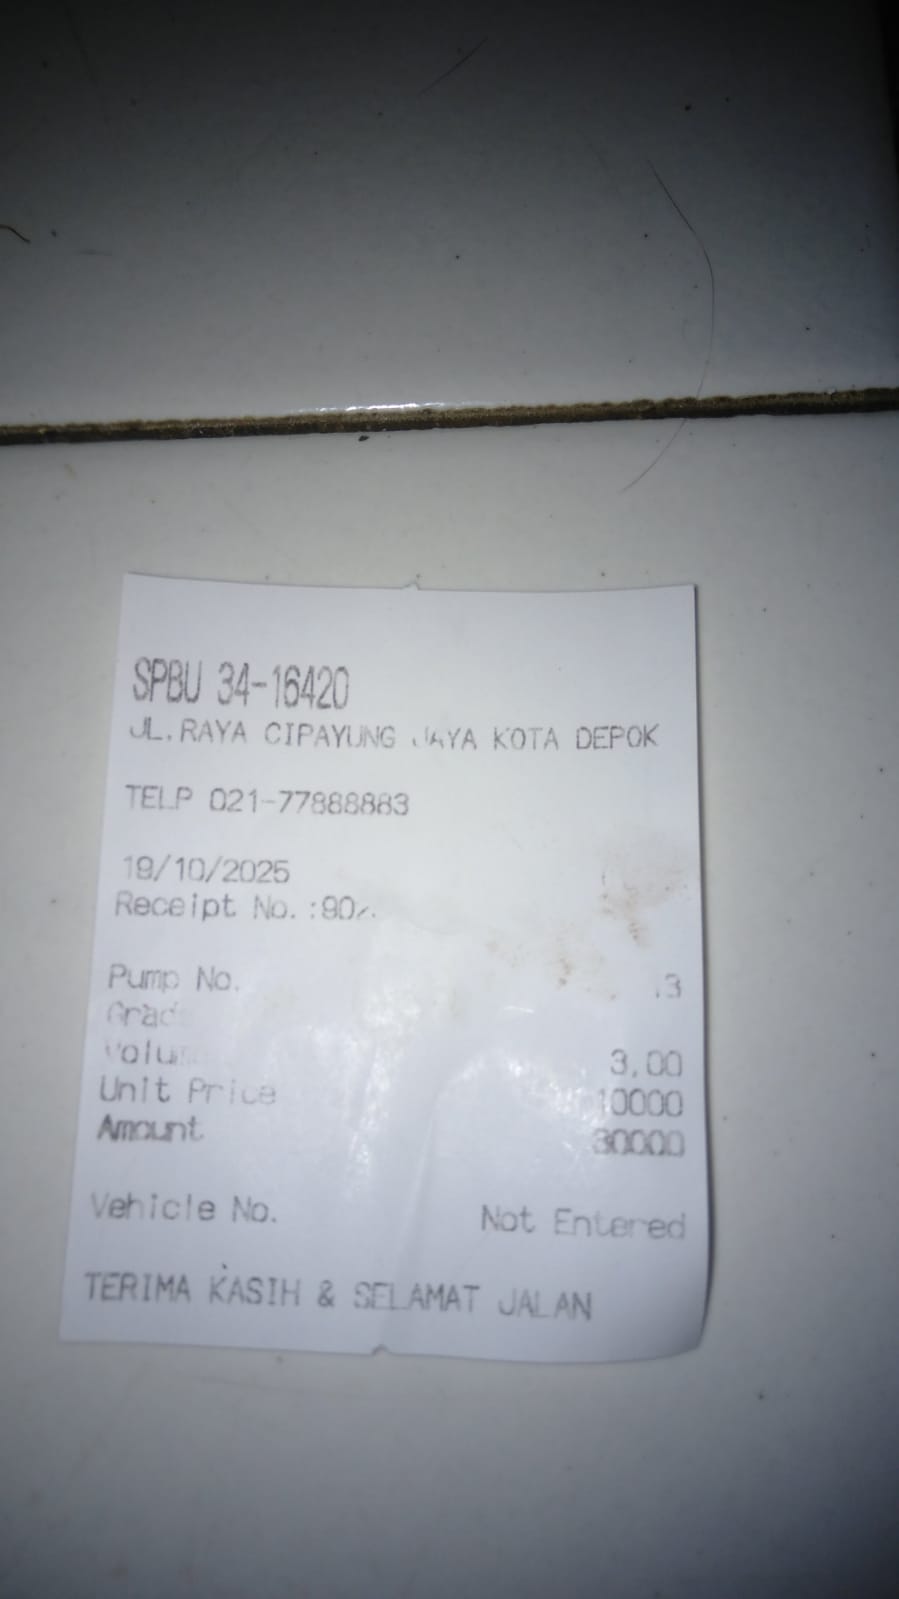 SPBU 34-16420
JL.RAYA CIPAYUNG JAYA KOTA DEPOK
TELP 021-77888883
19/10/2025
Receipt No. :
Pump No.
Unit Price 10000
3,00
Amount 30000
Vehicle No. Not Entered
TERIMA KASIH & SELAMAT JALAN